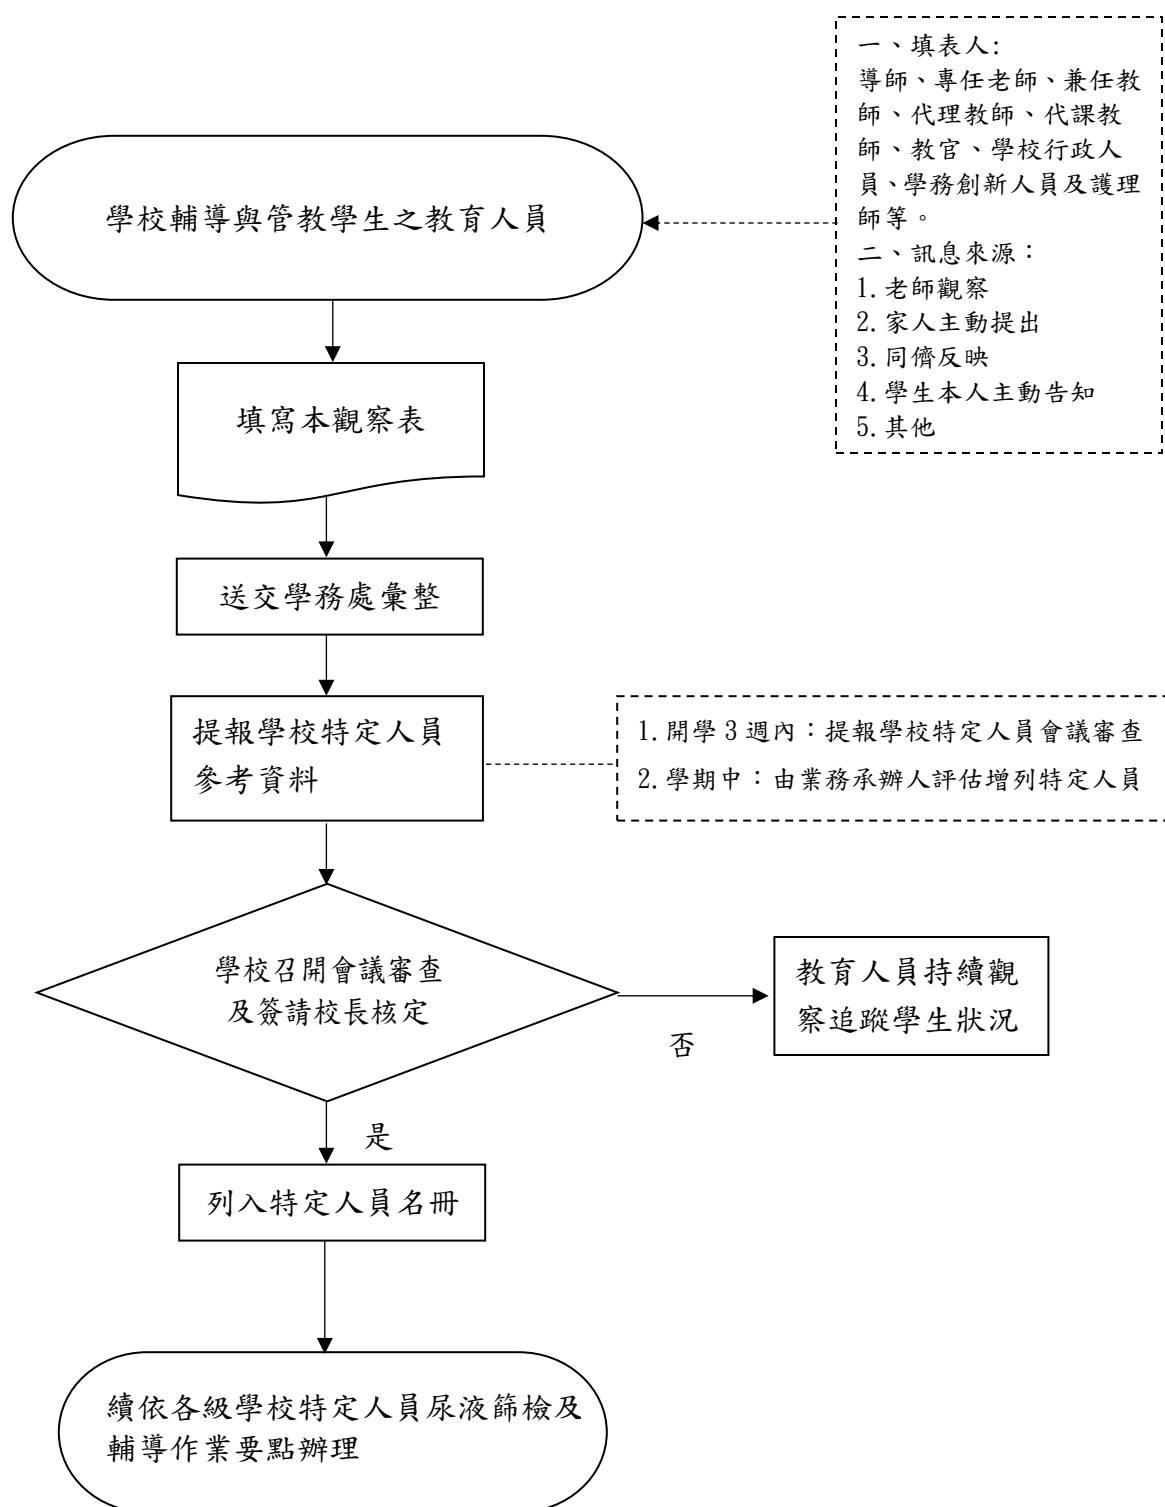 一、填表人:
導師、專任老師、兼任教
師、代理教師、代課教
師、教官、學校行政人
員、學務創新人員及護理
師等。
二、訊息來源：
1.老師觀察
2.家人主動提出
3.同儕反映
4.學生本人主動告知
5.其他
學校輔導與管教學生之教育人員
填寫本觀察表
送交學務處彙整
提報學校特定人員
參考資料
1.開學3週內：提報學校特定人員會議審查
2.學期中：由業務承辦人評估增列特定人員
學校召開會議審查
及簽請校長核定
否
教育人員持續觀
察追蹤學生狀況
是
列入特定人員名冊
續依各級學校特定人員尿液篩檢及
輔導作業要點辦理